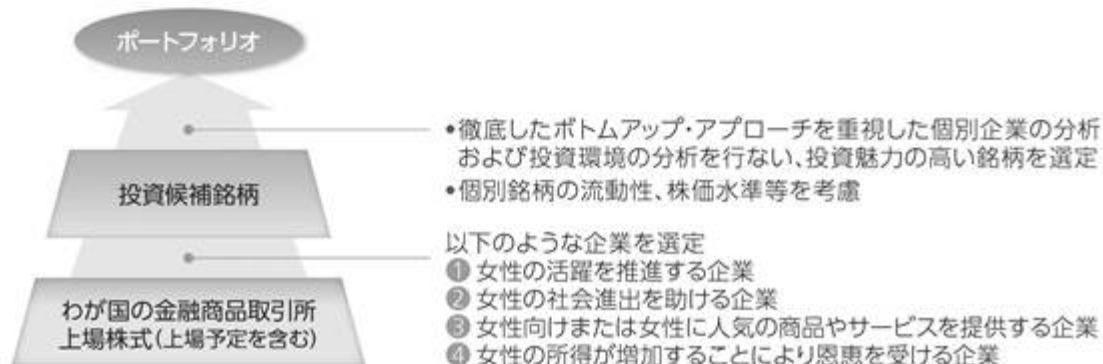 ポートフォリオ
•徹底したボトムアップ・アプローチを重視した個別企業の分析
および投資環境の分析を行ない、投資魅力の高い銘柄を選定
•個別銘柄の流動性、株価水準等を考慮
投資候補銘柄
以下のような企業を選定
❶ 女性の活躍を推進する企業
❷ 女性の社会進出を助ける企業
❸ 女性向けまたは女性に人気の商品やサービスを提供する企業
❹ 女性の所得が増加することにより恩恵を受ける企業
わが国の金融商品取引所
上場株式(上場予定を含む)